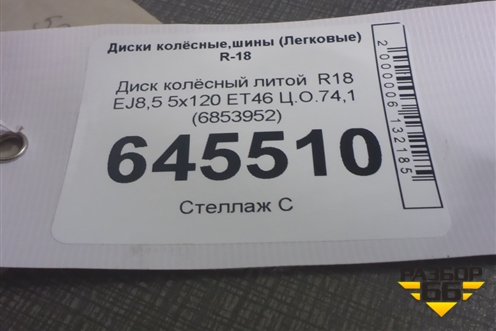 Диски колёсные,шины (Легковые)
R-18
Диск колёсный литой R18
EJ8,5 5x120 ET46 Ц.О.74,1
(6853952)
645510
Стеллаж С
2000006132185
РАЗБОР
66